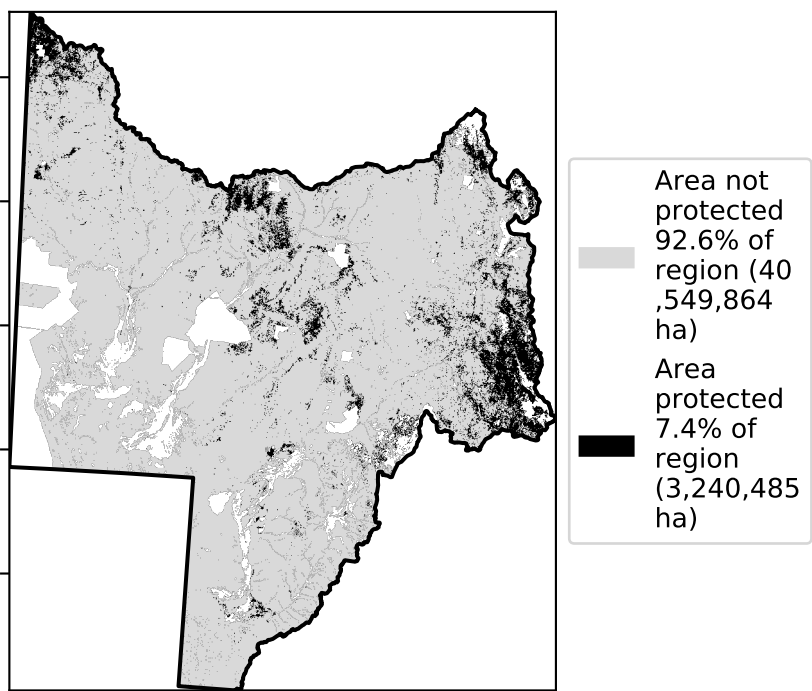 Area not
protected
92.6% of
region (40
,549,864
ha)
Area
protected
7.4% of
region
(3,240,485
ha)